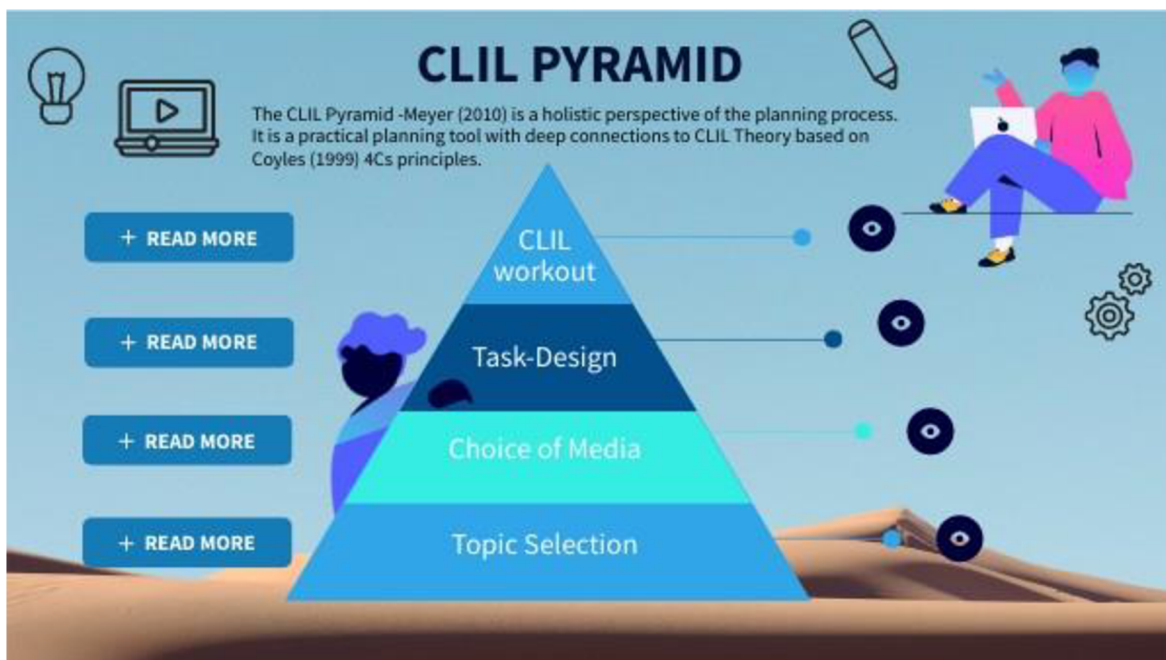 CLIL PYRAMID
The CLIL Pyramid -Meyer (2010) is a holistic perspective of the planning process.
It is a practical planning tool with deep connections to CLIL Theory based on
Coyles (1999) 4Cs principles.
+ READ MORE
CLIL
workout
+ READ MORE
Task-Design
+ READ MORE
Choice of Media
+ READ MORE
Topic Selection